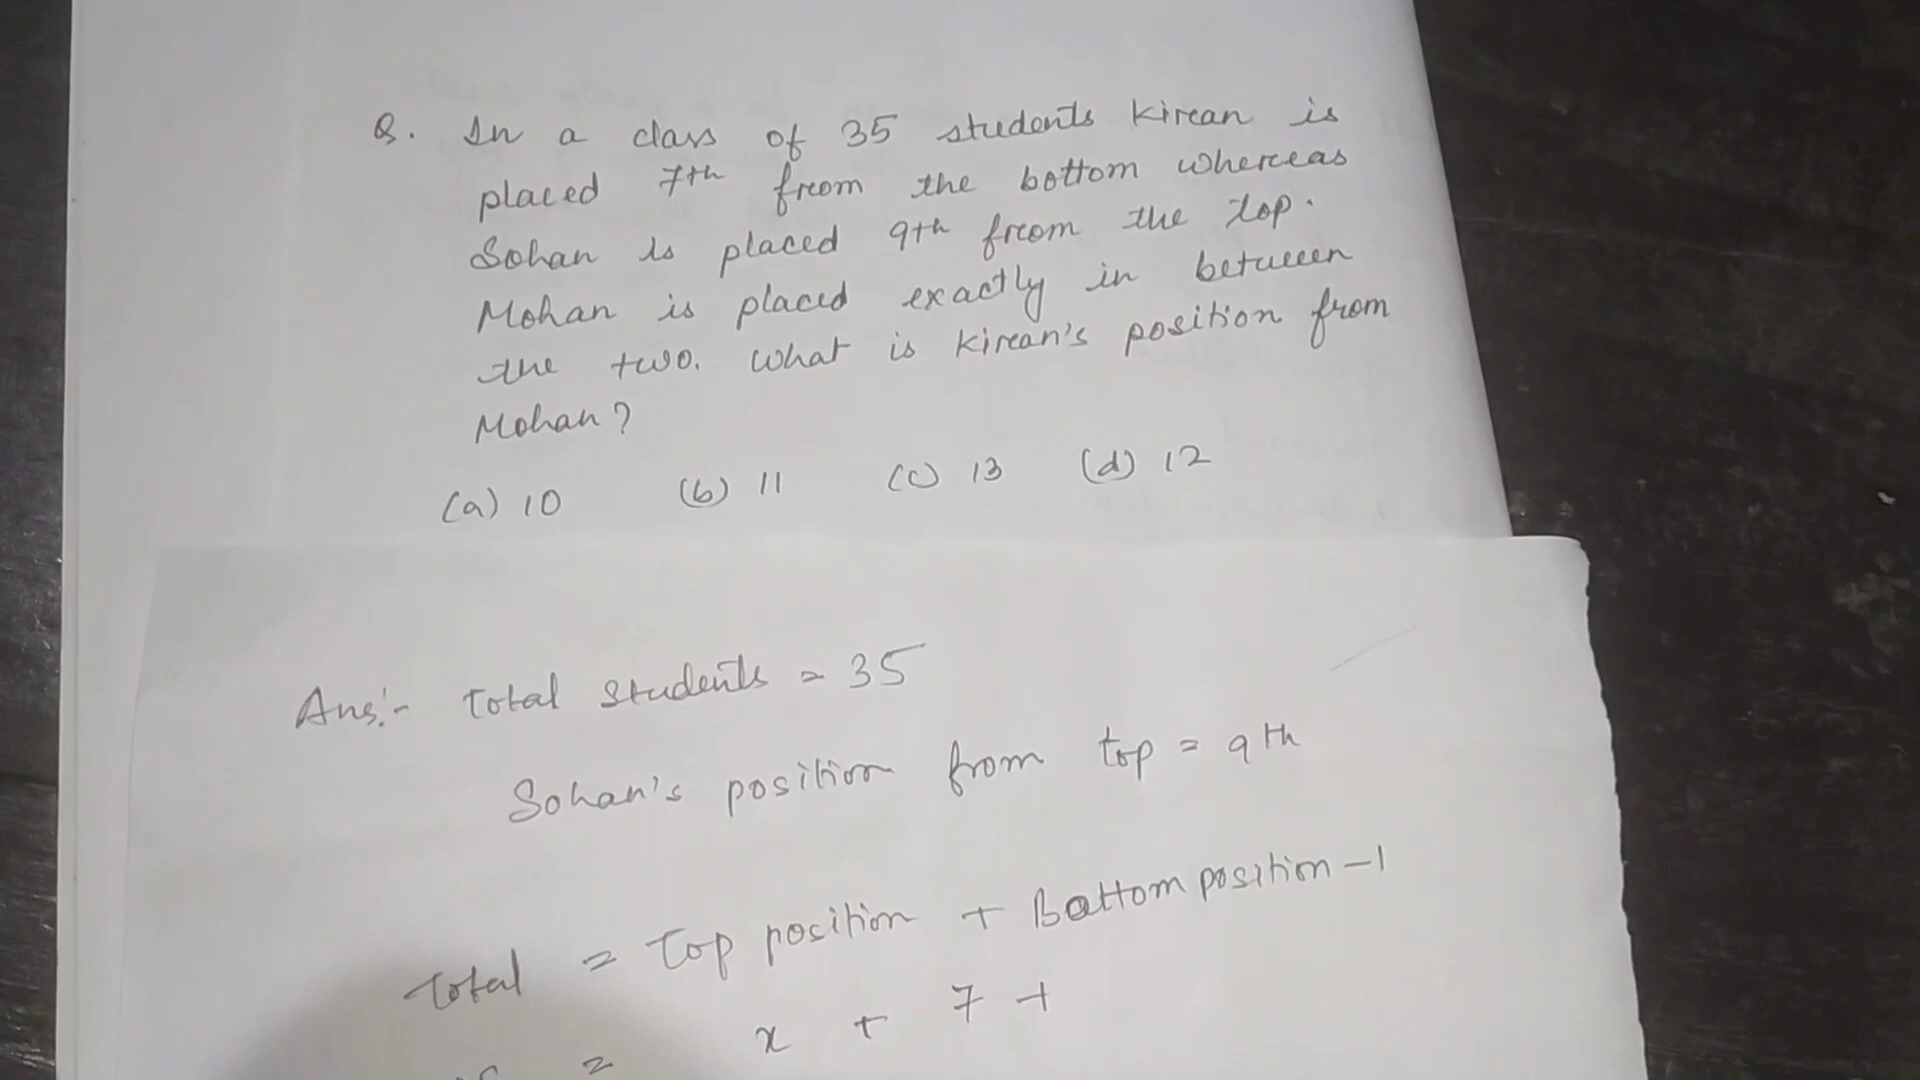 Q. In a class of 35 students Kiran is
placed 7th from the bottom whereas
Sohan is placed 9th from the top.
Mohan is placed exactly in between
the two. What is Kiran's position from
Mohan?
(a) 10 (b) 11 (c) 13 (d) 12
Ans:- Total students = 35
Sohan's position from top = 9th
Total = Top position + Bottom position - 1
= x + 7 +